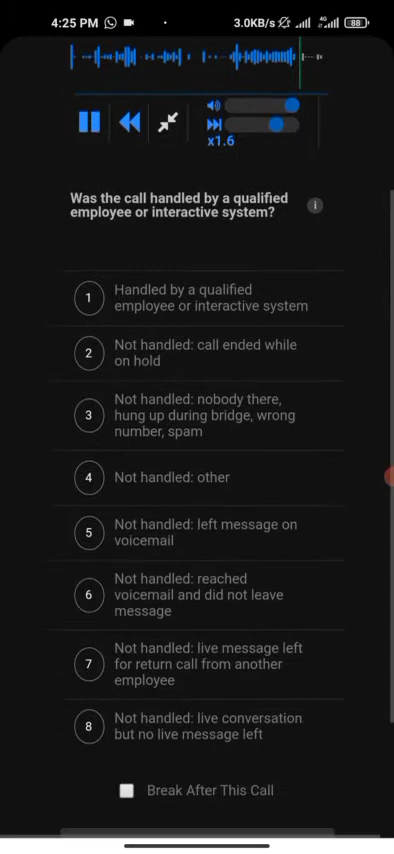 4:25 PM 3.0KB/s 4G 88
x1.6
Was the call handled by a qualified
employee or interactive system? i
1 Handled by a qualified
employee or interactive system
2 Not handled: call ended while
on hold
3 Not handled: nobody there,
hung up during bridge, wrong
number, spam
4 Not handled: other
5 Not handled: left message on
voicemail
6 Not handled: reached
voicemail and did not leave
message
7 Not handled: live message left
for return call from another
employee
8 Not handled: live conversation
but no live message left
Break After This Call